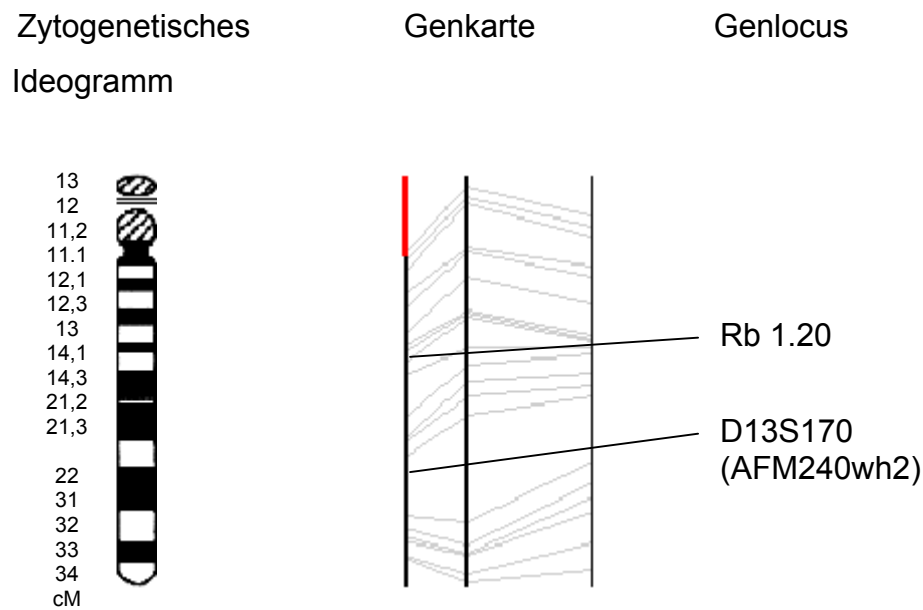 Zytogenetisches
Ideogramm
Genkarte
Genlocus
13
12
11,2
11.1
12,1
12,3
13
14,1
14,3
21,2
21,3
22
31
32
33
34
cM
Rb 1.20
D13S170
(AFM240wh2)